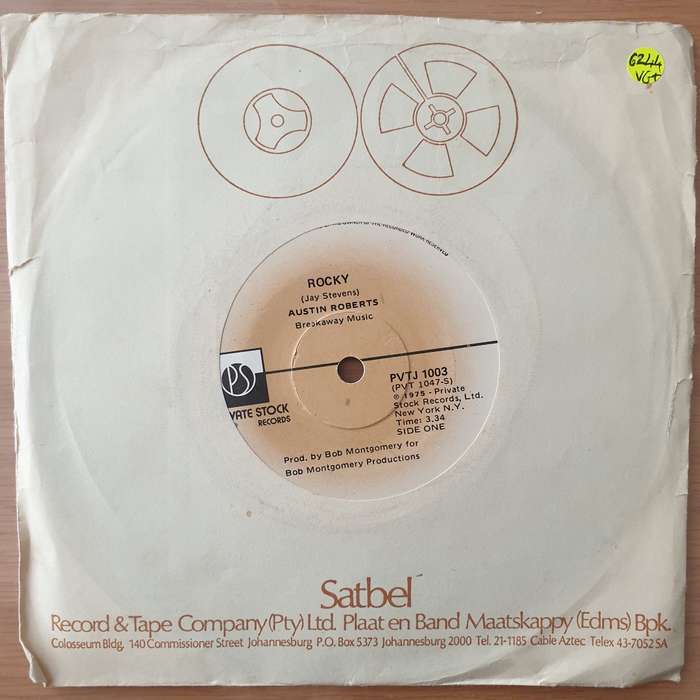 6244
VG+
ROCKY
(Jay Stevens)
AUSTIN ROBERTS
Breakaway Music
PS
VATE STOCK
RECORDS
PVTJ 1003
(PVT 1047-S)
℗ 1975 - Private
Stock Records, Ltd.
New York N.Y.
Time: 3.34
SIDE ONE
Prod. by Bob Montgomery for
Bob Montgomery Productions
Satbel
Record & Tape Company (Pty) Ltd. Plaat en Band Maatskappy (Edms) Bpk.
Colosseum Bldg, 140 Commissioner Street Johannesburg P.O. Box 5373 Johannesburg 2000 Tel. 21-1185 Cable Aztec Telex 43-7052 SA